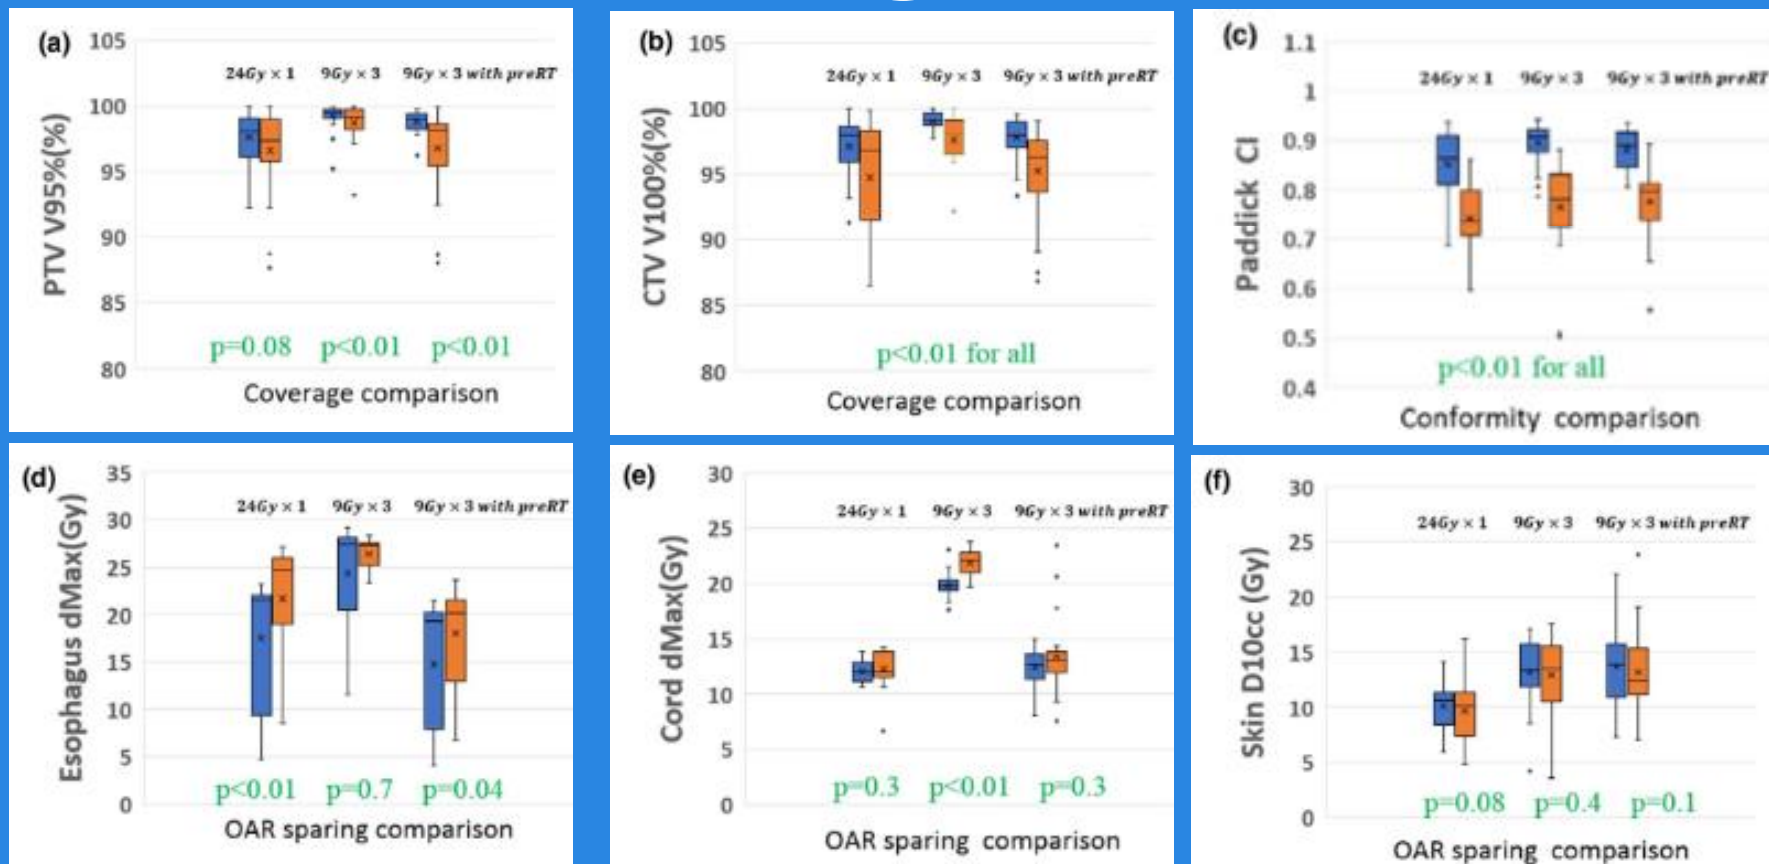 (a)
PTV V95%(%)
105
100
95
90
85
80
24Gy × 1 9Gy × 3 9Gy × 3 with preRT
p=0.08 p<0.01 p<0.01
Coverage comparison
(b)
CTV V100%(%)
105
100
95
90
85
80
24Gy × 1 9Gy × 3 9Gy × 3 with preRT
p<0.01 for all
Coverage comparison
(c)
Paddick CI
1.1
1
0.9
0.8
0.7
0.6
0.5
0.4
24Gy × 1 9Gy × 3 9Gy × 3 with preRT
p<0.01 for all
Conformity comparison
(d)
Esophagus dMax(Gy)
35
30
25
20
15
10
5
0
24Gy × 1 9Gy × 3 9Gy × 3 with preRT
p<0.01 p=0.7 p=0.04
OAR sparing comparison
(e)
Cord dMax(Gy)
30
25
20
15
10
5
0
24Gy × 1 9Gy × 3 9Gy × 3 with preRT
p=0.3 p<0.01 p=0.3
OAR sparing comparison
(f)
Skin D10cc (Gy)
30
25
20
15
10
5
0
24Gy × 1 9Gy × 3 9Gy × 3 with preRT
p=0.08 p=0.4 p=0.1
OAR sparing comparison